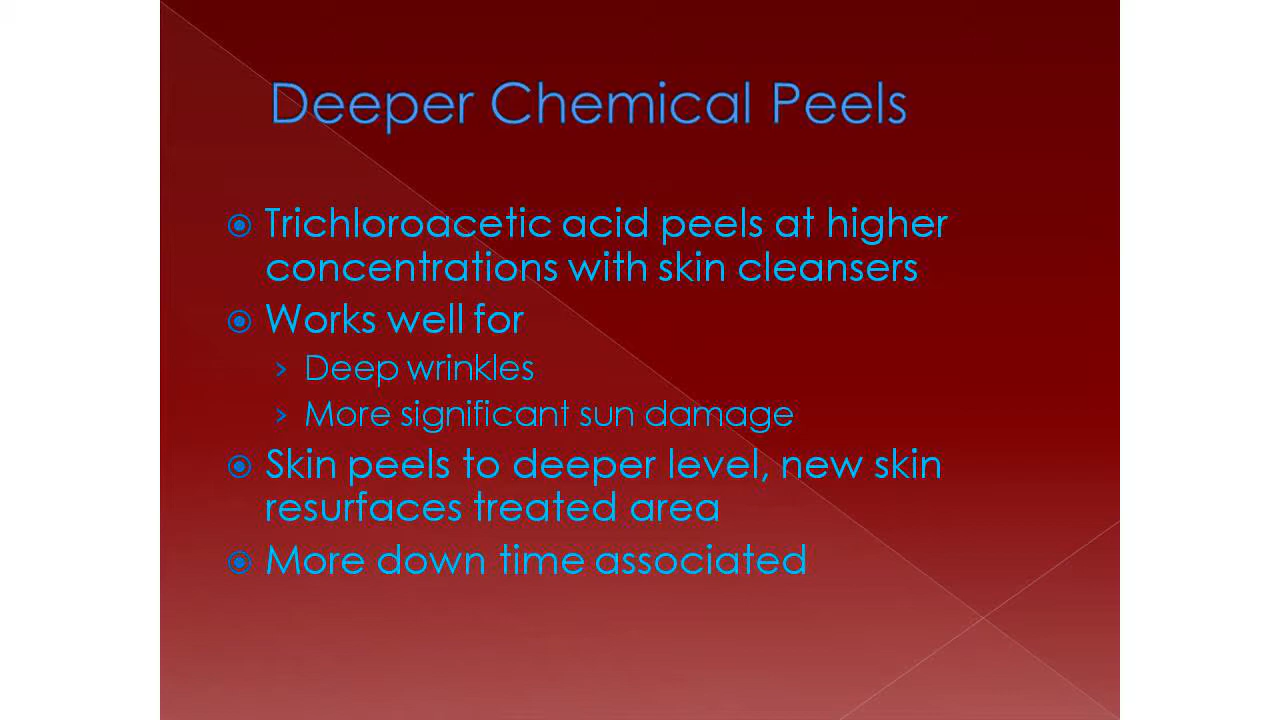 Deeper Chemical Peels
Trichloroacetic acid peels at higher
concentrations with skin cleansers
Works well for
Deep wrinkles
More significant sun damage
Skin peels to deeper level, new skin
resurfaces treated area
More down time associated